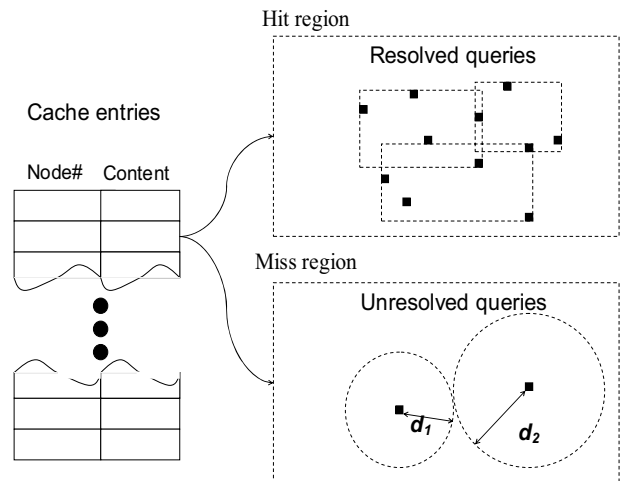 Hit region
Resolved queries
Cache entries
Node# Content
Miss region
Unresolved queries
d1
d2